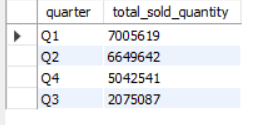 quarter total_sold_quantity
Q1 7005619
Q2 6649642
Q4 5042541
Q3 2075087